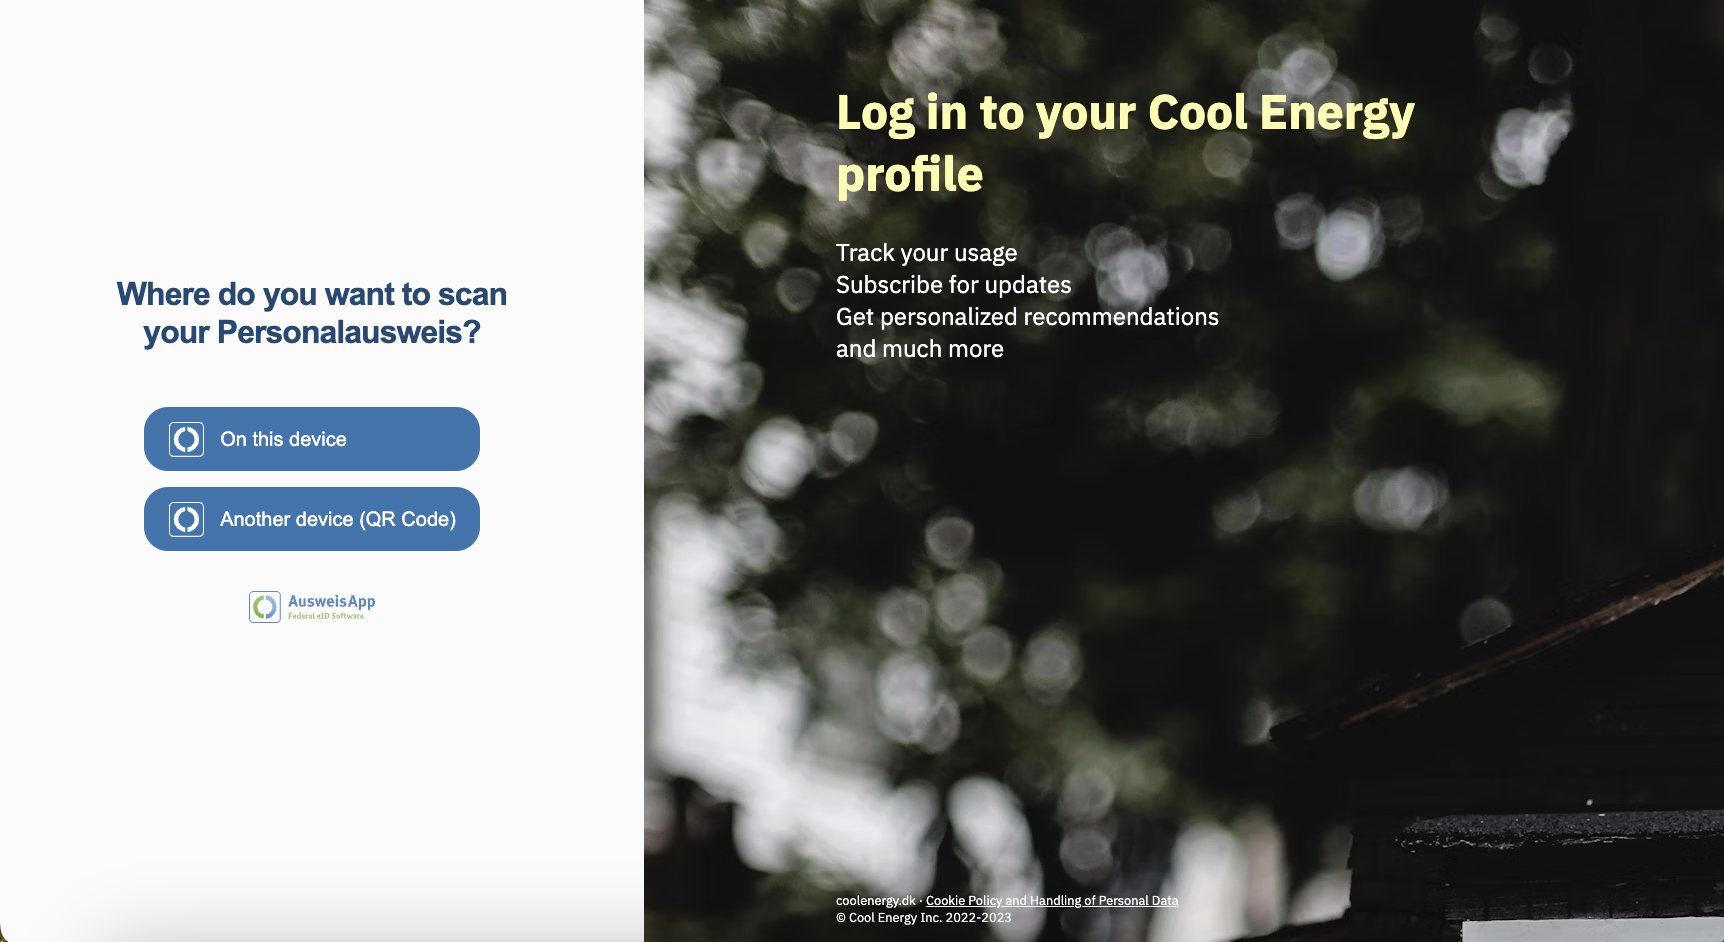 Where do you want to scan
your Personalausweis?
On this device
Another device (QR Code)
AusweisApp
Federal eID Software
Log in to your Cool Energy
profile
Track your usage
Subscribe for updates
Get personalized recommendations
and much more
coolenergy.dk · Cookie Policy and Handling of Personal Data
© Cool Energy Inc. 2022-2023